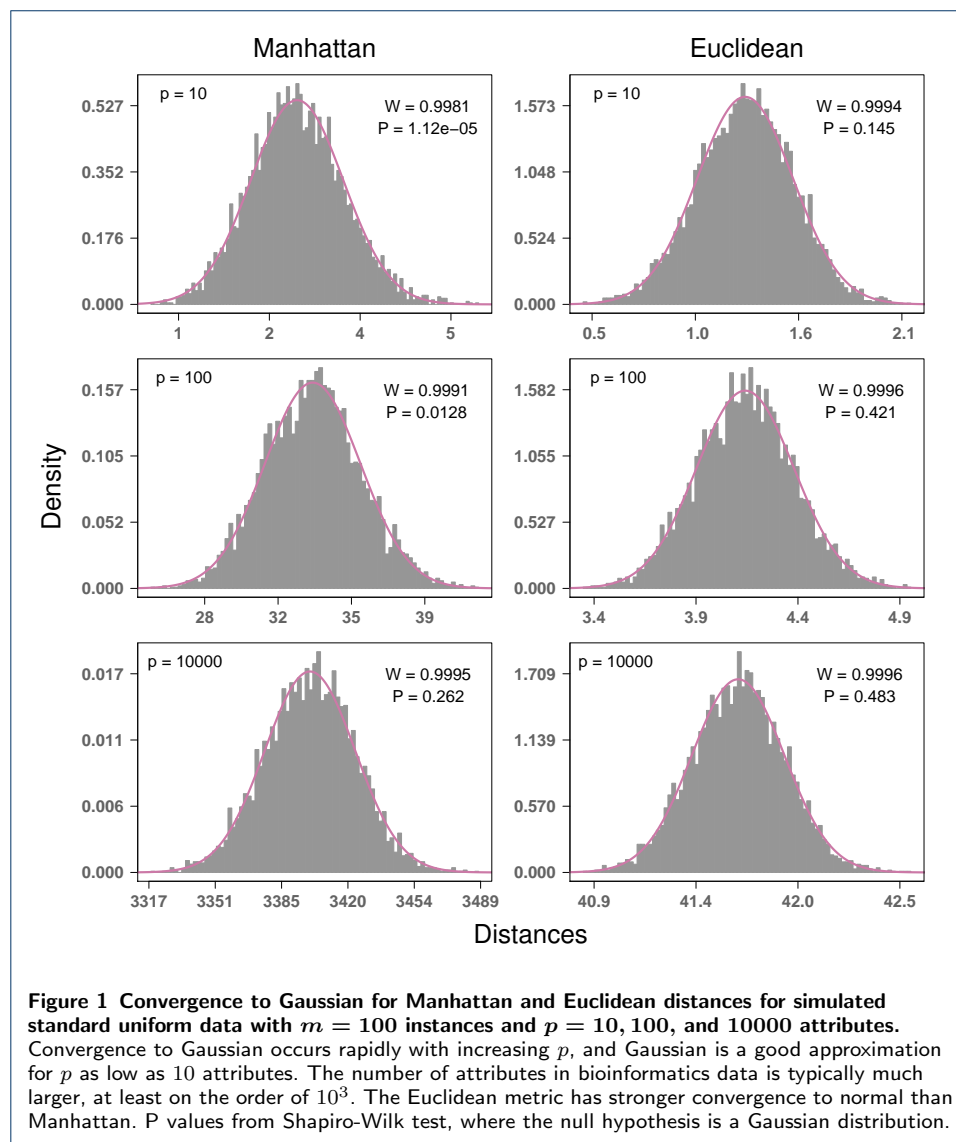 Manhattan
Euclidean
p = 10
W = 0.9981
P = 1.12e−05
0.527
0.352
0.176
0.000
1 2 4 5
p = 10
W = 0.9994
P = 0.145
1.573
1.048
0.524
0.000
0.5 1.0 1.6 2.1
Density
p = 100
W = 0.9991
P = 0.0128
0.157
0.105
0.052
0.000
28 32 35 39
p = 100
W = 0.9996
P = 0.421
1.582
1.055
0.527
0.000
3.4 3.9 4.4 4.9
p = 10000
W = 0.9995
P = 0.262
0.017
0.011
0.006
0.000
3317 3351 3385 3420 3454 3489
p = 10000
W = 0.9996
P = 0.483
1.709
1.139
0.570
0.000
40.9 41.4 42.0 42.5
Distances
Figure 1 Convergence to Gaussian for Manhattan and Euclidean distances for simulated
standard uniform data with m = 100 instances and p = 10, 100, and 10000 attributes.
Convergence to Gaussian occurs rapidly with increasing p, and Gaussian is a good approximation
for p as low as 10 attributes. The number of attributes in bioinformatics data is typically much
larger, at least on the order of 10³. The Euclidean metric has stronger convergence to normal than
Manhattan. P values from Shapiro-Wilk test, where the null hypothesis is a Gaussian distribution.